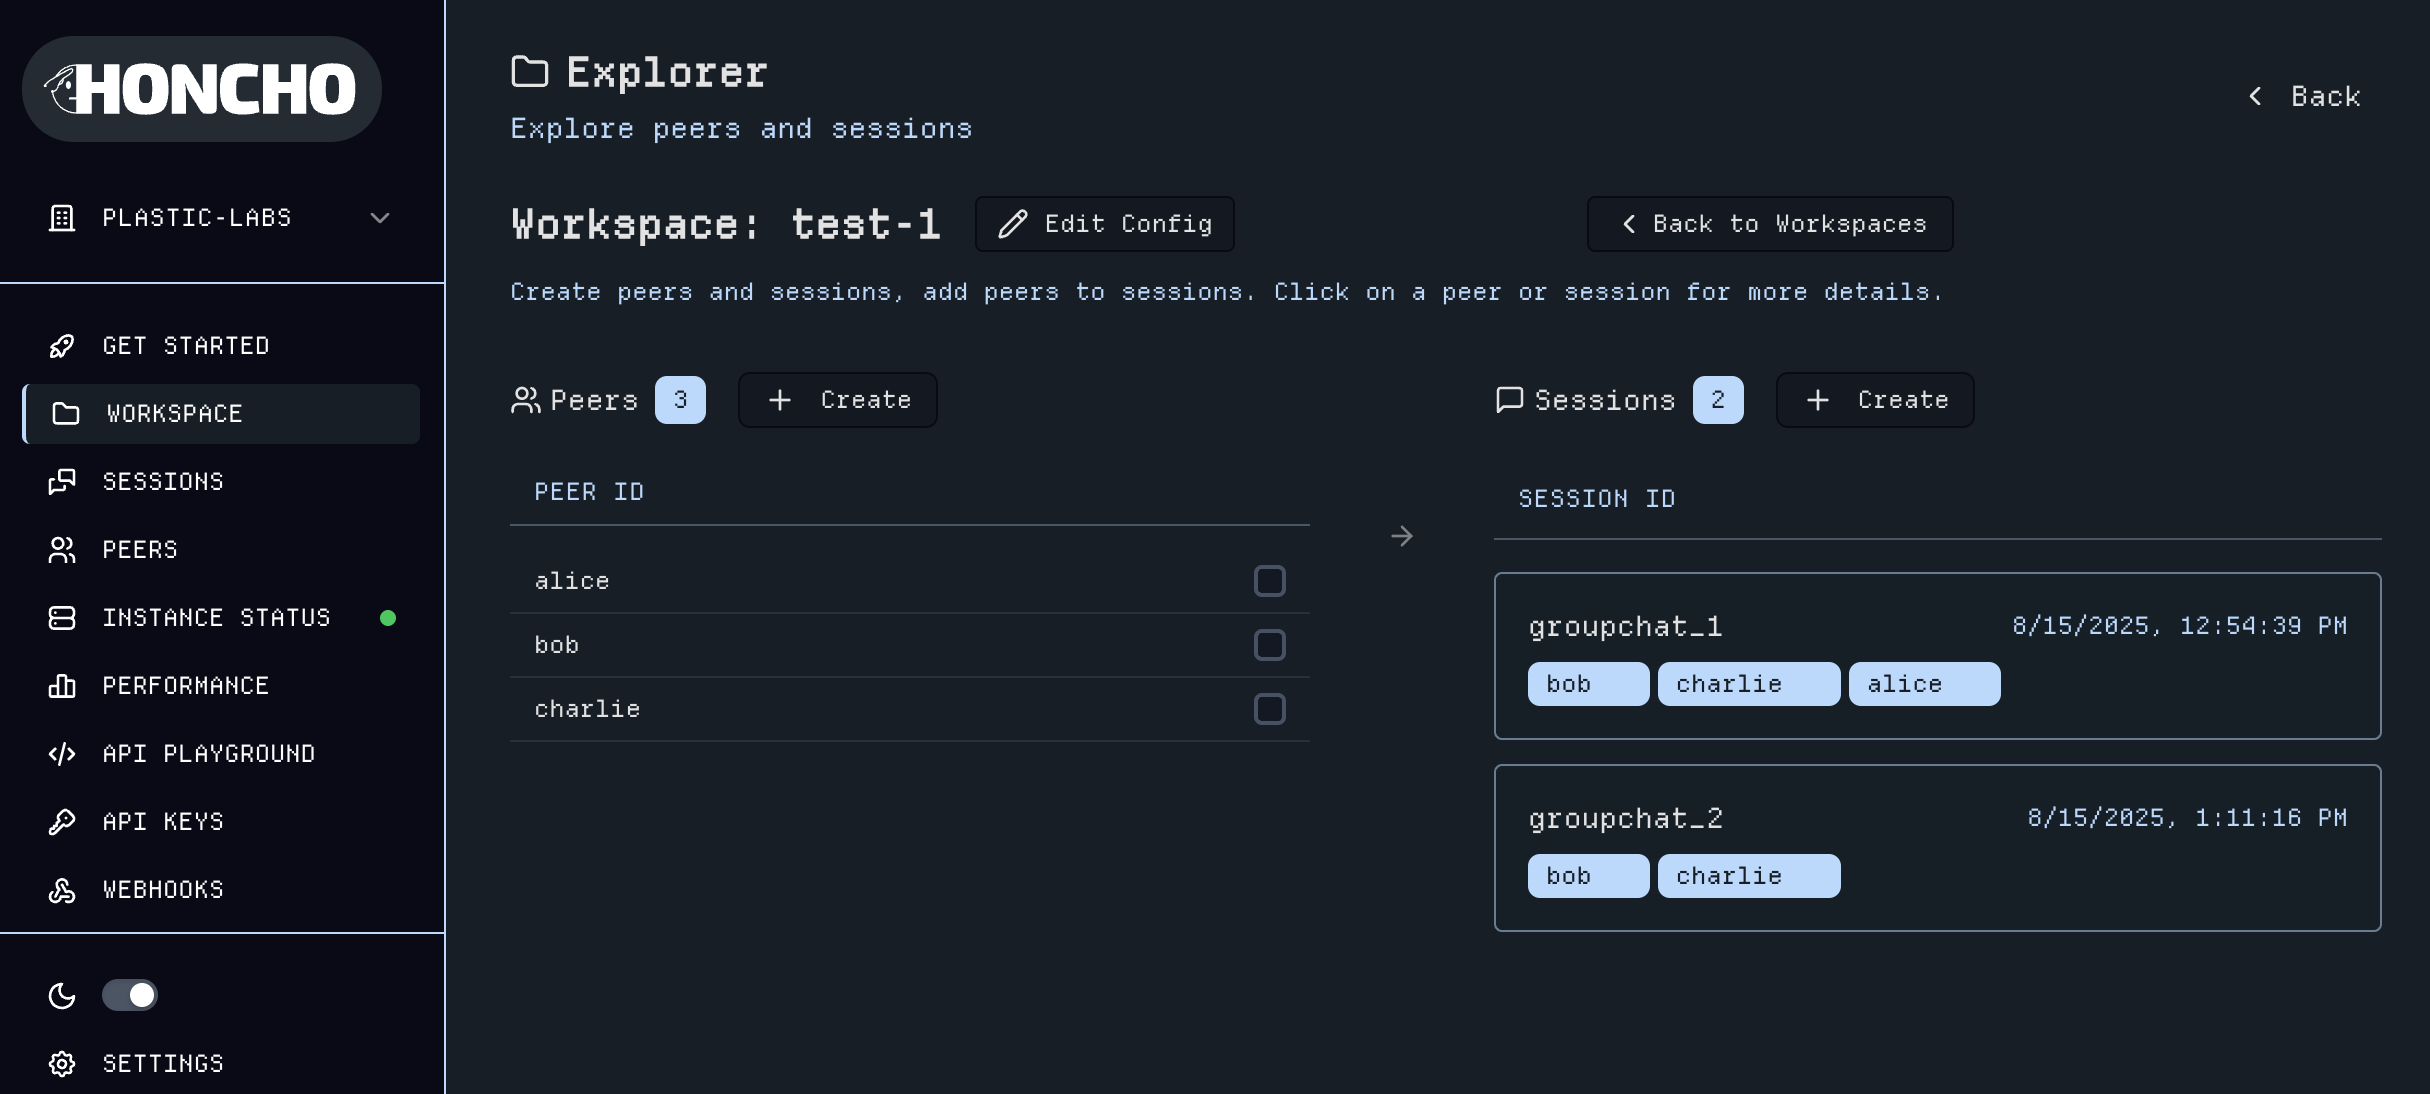 HONCHO
PLASTIC-LABS
GET STARTED
WORKSPACE
SESSIONS
PEERS
INSTANCE STATUS
PERFORMANCE
API PLAYGROUND
API KEYS
WEBHOOKS
SETTINGS
Explorer
Explore peers and sessions
Back
Workspace: test-1
Edit Config
Back to Workspaces
Create peers and sessions, add peers to sessions. Click on a peer or session for more details.
Peers 3
Create
PEER ID
alice
bob
charlie
Sessions 2
Create
SESSION ID
groupchat_1 8/15/2025, 12:54:39 PM
bob charlie alice
groupchat_2 8/15/2025, 1:11:16 PM
bob charlie